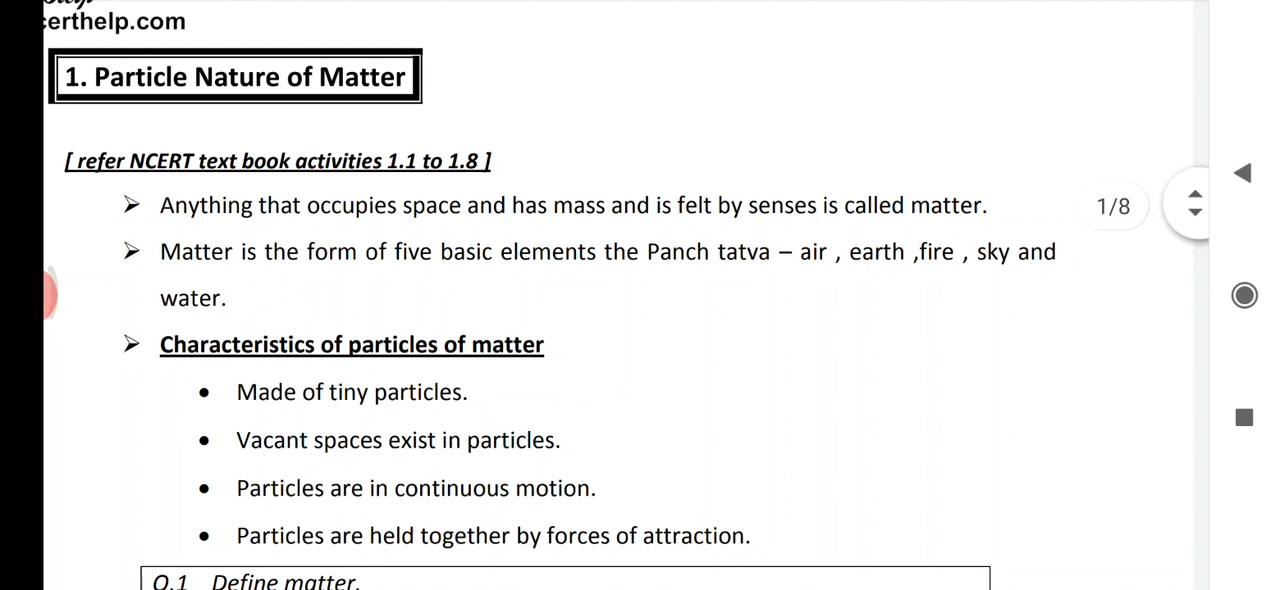 certhelp.com
1. Particle Nature of Matter
[ refer NCERT text book activities 1.1 to 1.8 ]
➢ Anything that occupies space and has mass and is felt by senses is called matter.
1/8
➢ Matter is the form of five basic elements the Panch tatva – air , earth ,fire , sky and
water.
➢ Characteristics of particles of matter
• Made of tiny particles.
• Vacant spaces exist in particles.
• Particles are in continuous motion.
• Particles are held together by forces of attraction.
Q.1 Define matter.